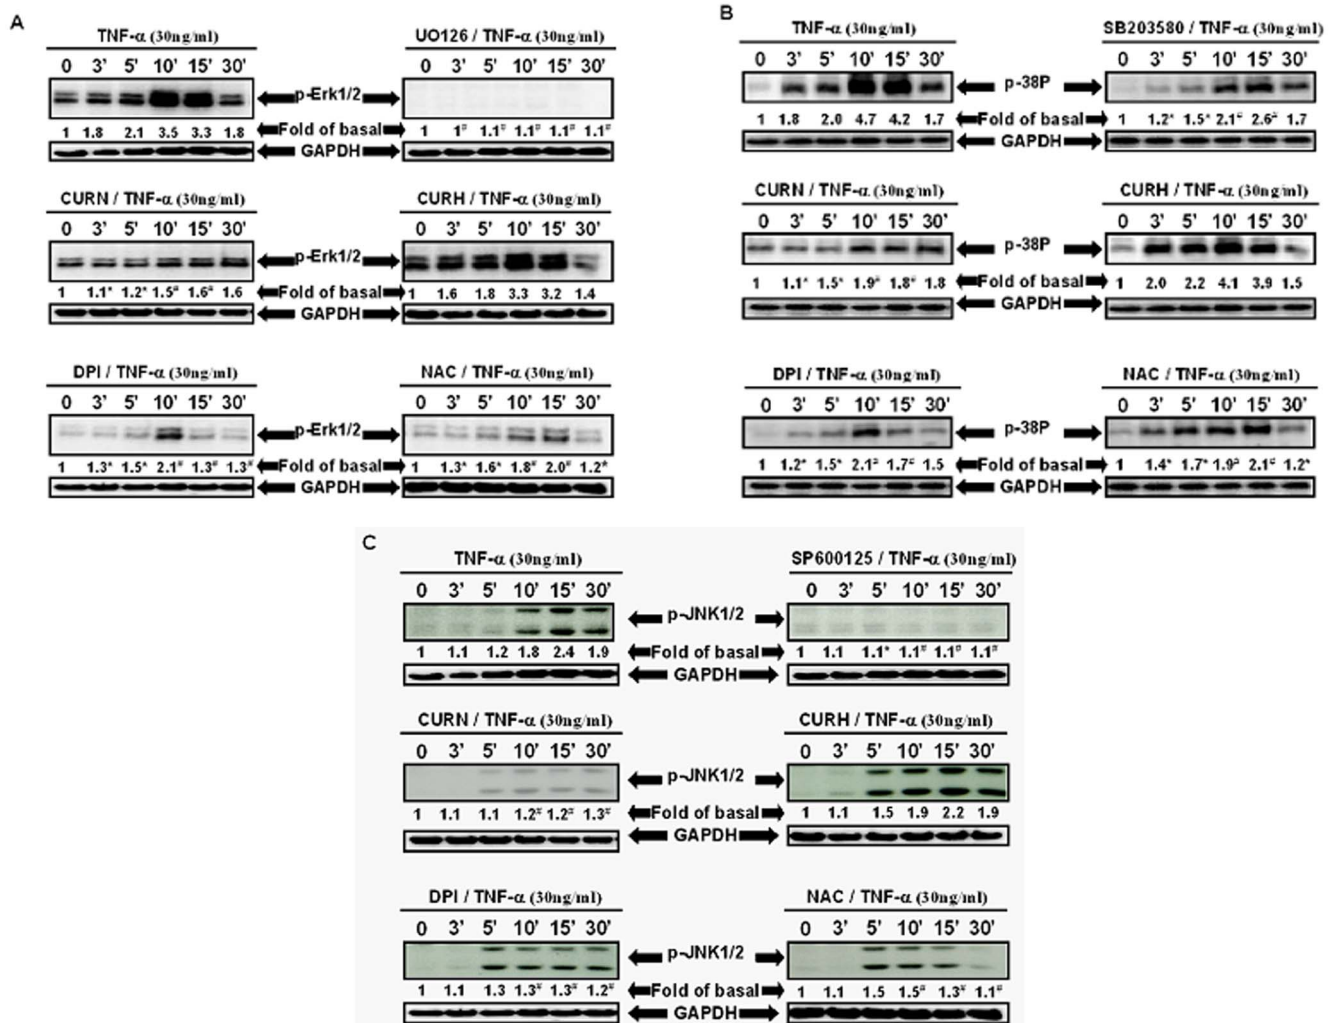 A
TNF-α (30ng/ml)
0 3' 5' 10' 15' 30'
1 1.8 2.1 3.5 3.3 1.8
p-Erk1/2
Fold of basal
GAPDH
UO126 / TNF-α (30ng/ml)
0 3' 5' 10' 15' 30'
1 1# 1.1# 1.1# 1.1# 1.1#
CURN / TNF-α (30ng/ml)
0 3' 5' 10' 15' 30'
1 1.1* 1.2* 1.5# 1.6# 1.6
p-Erk1/2
Fold of basal
GAPDH
CURH / TNF-α (30ng/ml)
0 3' 5' 10' 15' 30'
1 1.6 1.8 3.3 3.2 1.4
DPI / TNF-α (30ng/ml)
0 3' 5' 10' 15' 30'
1 1.3* 1.5* 2.1# 1.3# 1.3#
p-Erk1/2
Fold of basal
GAPDH
NAC / TNF-α (30ng/ml)
0 3' 5' 10' 15' 30'
1 1.3* 1.6* 1.8# 2.0# 1.2*
B
TNF-α (30ng/ml)
0 3' 5' 10' 15' 30'
1 1.8 2.0 4.7 4.2 1.7
p-38P
Fold of basal
GAPDH
SB203580 / TNF-α (30ng/ml)
0 3' 5' 10' 15' 30'
1 1.2* 1.5* 2.1# 2.6# 1.7
CURN / TNF-α (30ng/ml)
0 3' 5' 10' 15' 30'
1 1.1* 1.5* 1.9# 1.8# 1.8
p-38P
Fold of basal
GAPDH
CURH / TNF-α (30ng/ml)
0 3' 5' 10' 15' 30'
1 2.0 2.2 4.1 3.9 1.5
DPI / TNF-α (30ng/ml)
0 3' 5' 10' 15' 30'
1 1.2* 1.5* 2.1# 1.7# 1.5
p-38P
Fold of basal
GAPDH
NAC / TNF-α (30ng/ml)
0 3' 5' 10' 15' 30'
1 1.4* 1.7* 1.9# 2.1# 1.2*
C
TNF-α (30ng/ml)
0 3' 5' 10' 15' 30'
1 1.1 1.2 1.8 2.4 1.9
p-JNK1/2
Fold of basal
GAPDH
SP600125 / TNF-α (30ng/ml)
0 3' 5' 10' 15' 30'
1 1.1 1.1* 1.1# 1.1# 1.1#
CURN / TNF-α (30ng/ml)
0 3' 5' 10' 15' 30'
1 1.1 1.1 1.2# 1.2# 1.3#
p-JNK1/2
Fold of basal
GAPDH
CURH / TNF-α (30ng/ml)
0 3' 5' 10' 15' 30'
1 1.1 1.5 1.9 2.2 1.9
DPI / TNF-α (30ng/ml)
0 3' 5' 10' 15' 30'
1 1.1 1.3 1.3# 1.3# 1.2#
p-JNK1/2
Fold of basal
GAPDH
NAC / TNF-α (30ng/ml)
0 3' 5' 10' 15' 30'
1 1.1 1.5 1.5# 1.3# 1.1#